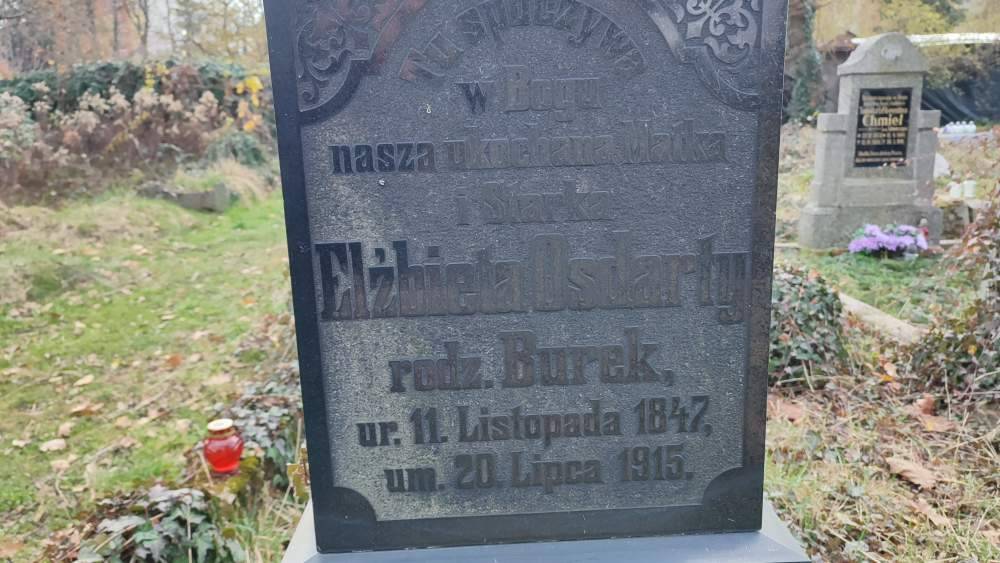 Tu spoczywa
w Bogu
nasza ukochana Matka
i Starka
Elżbieta Osdarty
rodz. Burek,
ur. 11. Listopada 1847,
um. 20. Lipca 1915.
Chmiel